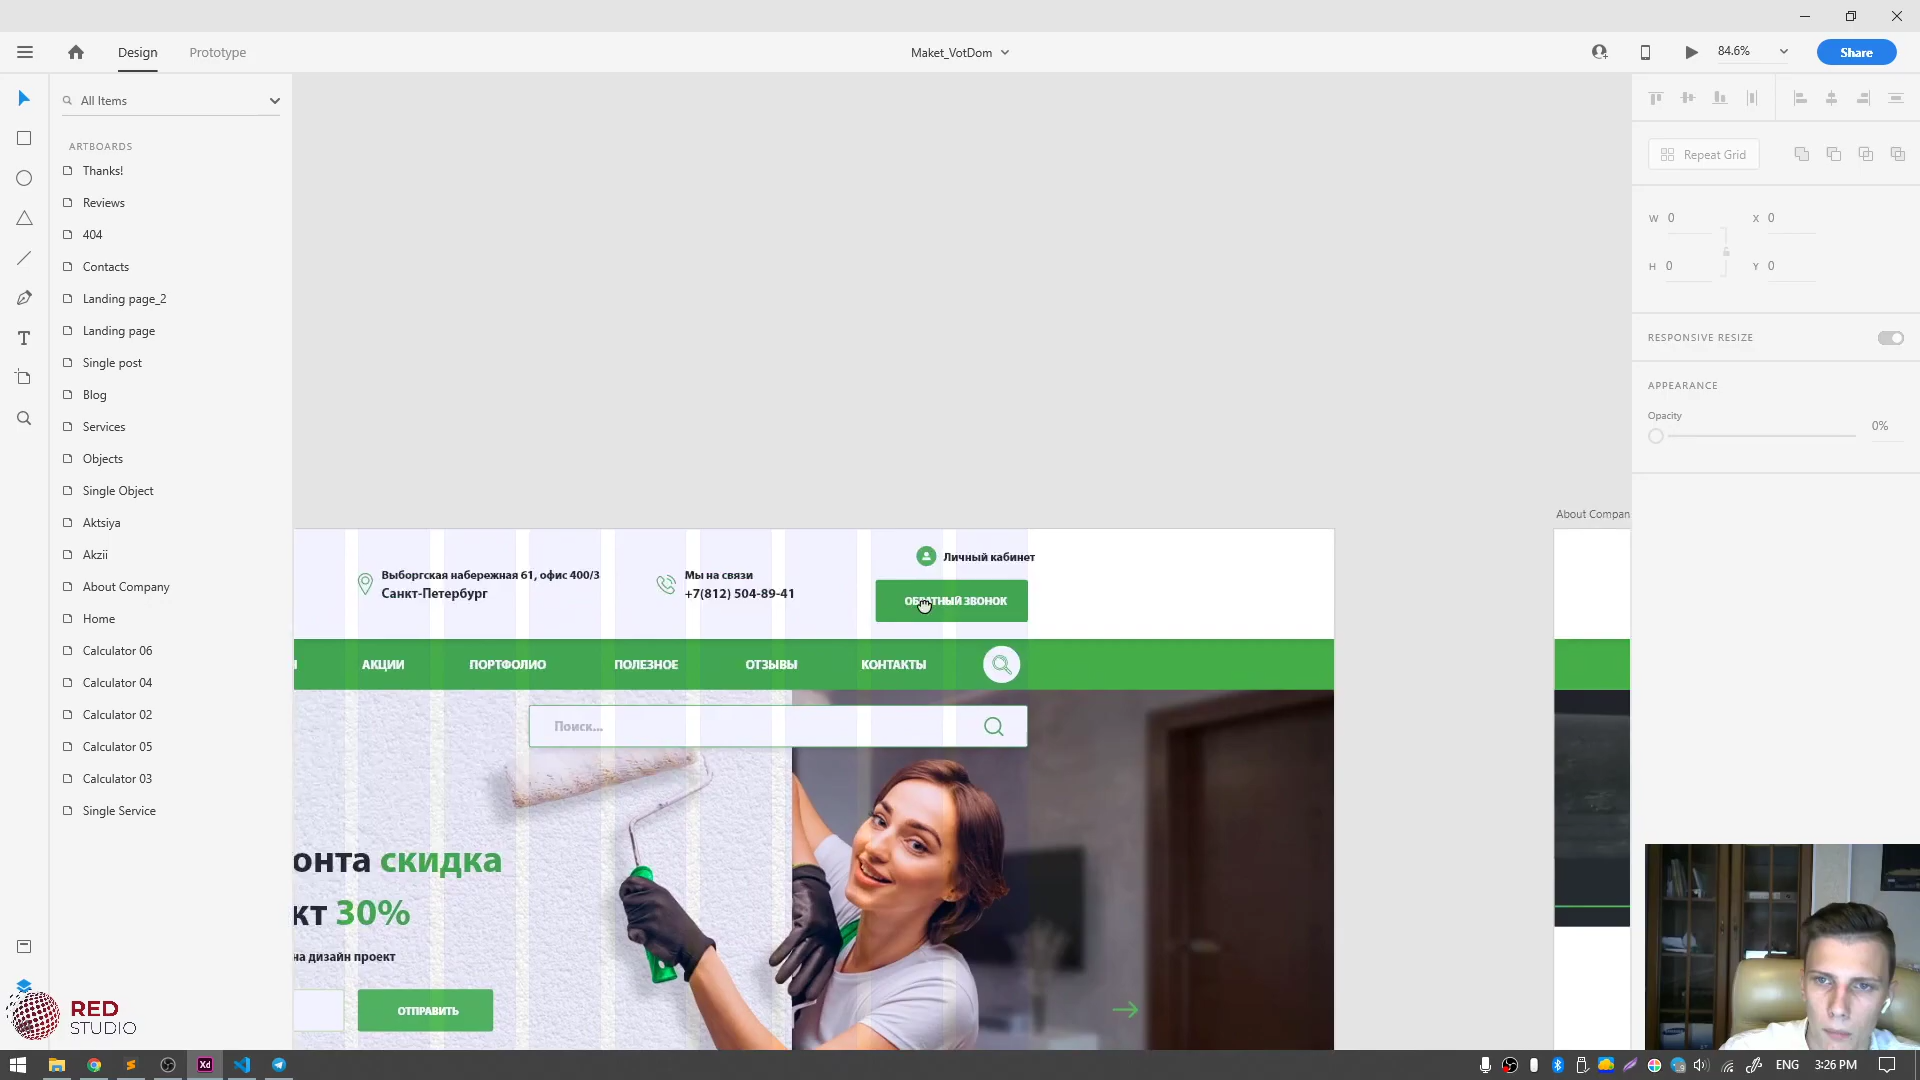 Design
Prototype
Maket_VotDom
84.6%
Share
All Items
ARTBOARDS
Thanks!
Reviews
404
Contacts
Landing page_2
Landing page
Single post
Blog
Services
Objects
Single Object
Aktsiya
Akzii
About Company
Home
Calculator 06
Calculator 04
Calculator 02
Calculator 05
Calculator 03
Single Service
RED
STUDIO
Выборгская набережная 61, офис 400/3
Санкт-Петербург
Мы на связи
+7(812) 504-89-41
Личный кабинет
ОБРАТНЫЙ ЗВОНОК
АКЦИИ
ПОРТФОЛИО
ПОЛЕЗНОЕ
ОТЗЫВЫ
КОНТАКТЫ
Поиск...
онта скидка
кт 30%
на дизайн проект
ОТПРАВИТЬ
About Compan
Repeat Grid
W 0
X 0
H 0
Y 0
RESPONSIVE RESIZE
APPEARANCE
Opacity
0%
Xd
ENG
3:26 PM